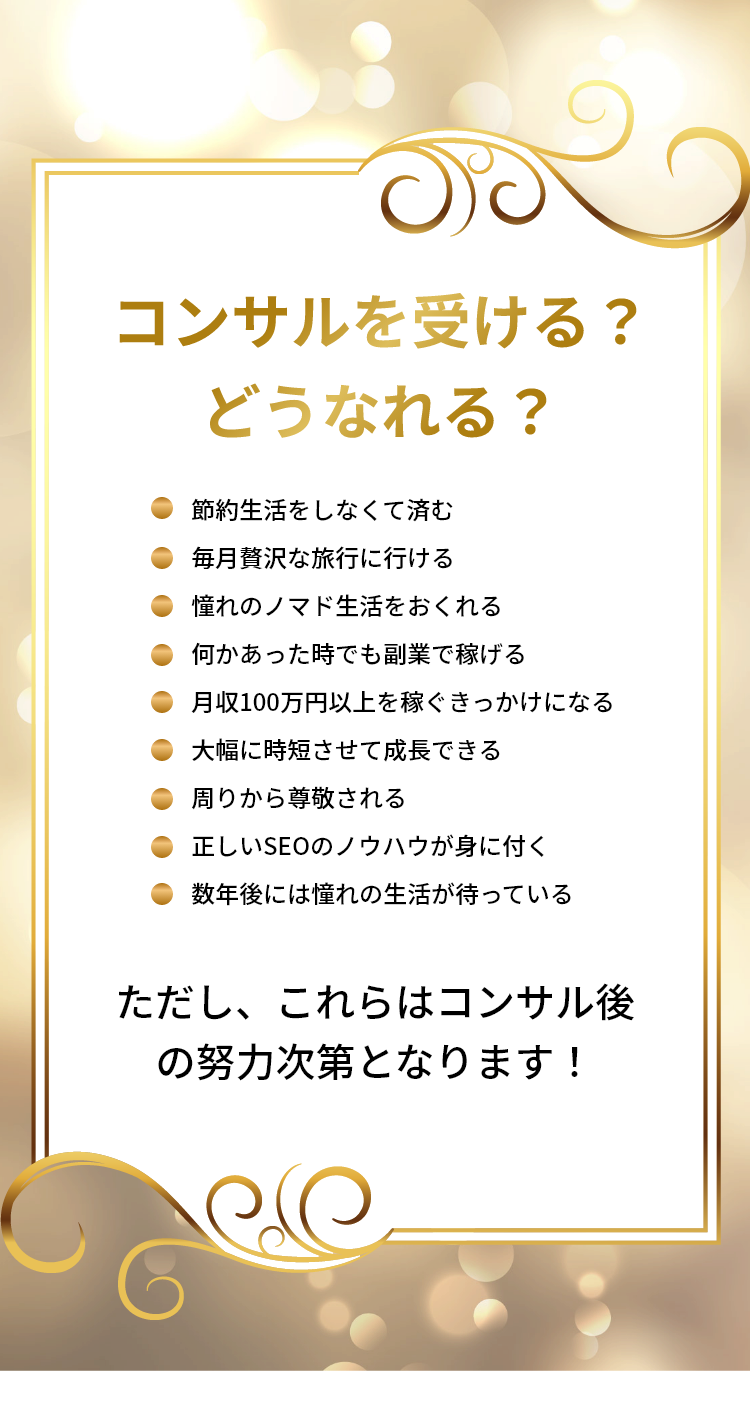 コンサルを受ける？
どうなれる？
節約生活をしなくて済む
毎月贅沢な旅行に行ける
憧れのノマド生活をおくれる
何かあった時でも副業で稼げる
月収100万円以上を稼ぐきっかけになる
大幅に時短させて成長できる
周りから尊敬される
正しいSEOのノウハウが身に付く
数年後には憧れの生活が待っている
ただし、これらはコンサル後
の努力次第となります！